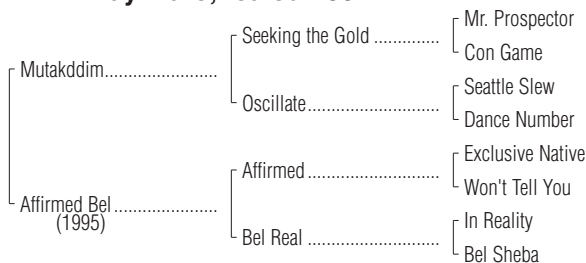 Mr. Prospector
Seeking the Gold
Con Game
Mutakddim
Seattle Slew
Oscillate
Dance Number
Exclusive Native
Affirmed
Won't Tell You
Affirmed Bel
(1995)
In Reality
Bel Real
Bel Sheba